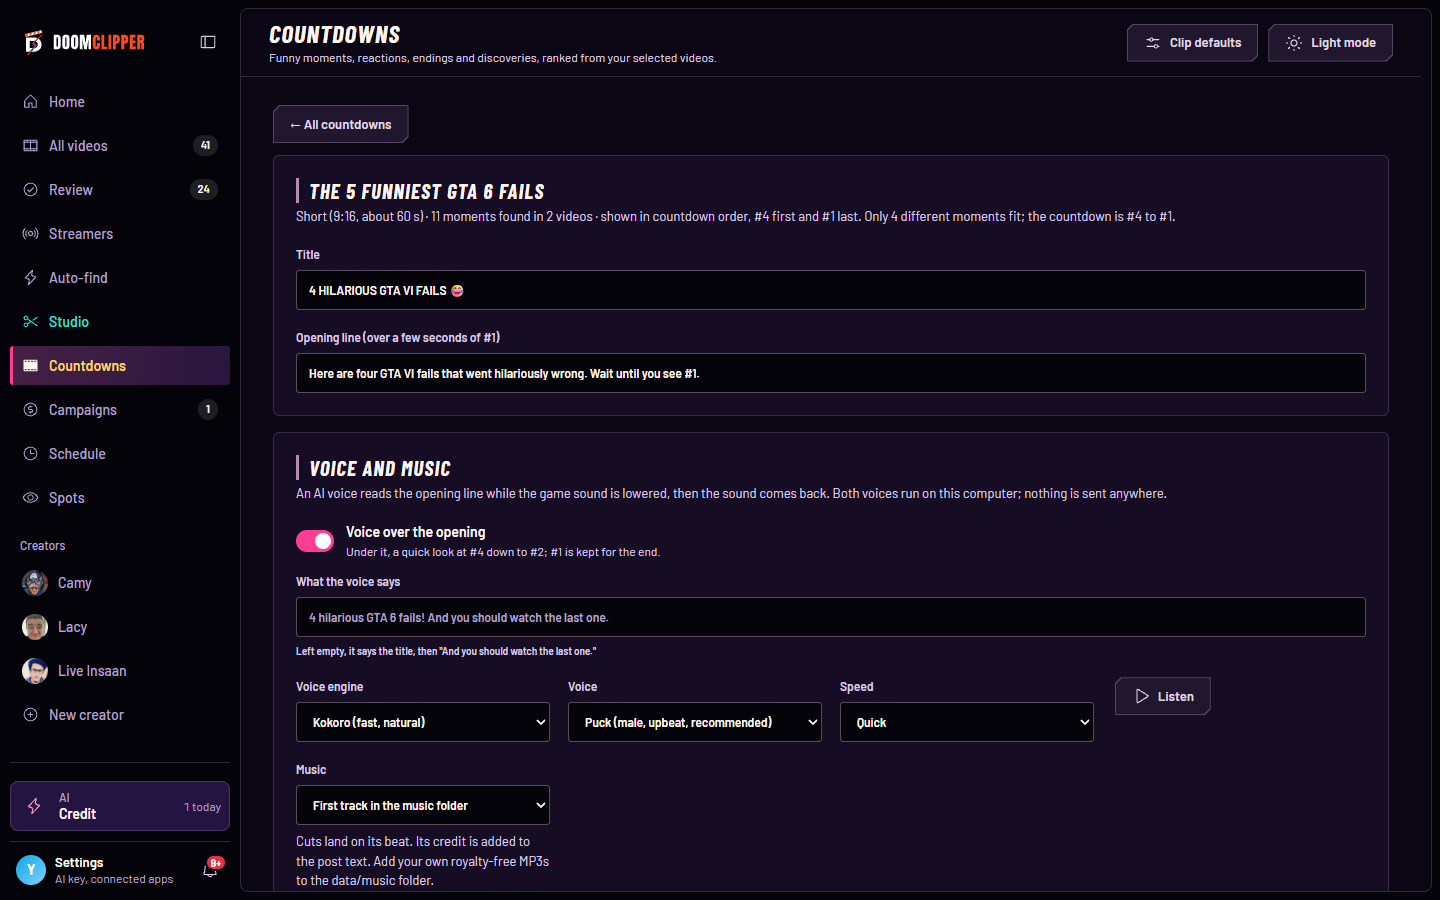 DOOMCLIPPER
Home
All videos
41
Review
24
Streamers
Auto-find
Studio
Countdowns
Campaigns
1
Schedule
Spots
Creators
Camy
Lacy
Live Insaan
New creator
AI
Credit
1 today
Y
Settings
AI key, connected apps
9+
COUNTDOWNS
Funny moments, reactions, endings and discoveries, ranked from your selected videos.
Clip defaults
Light mode
← All countdowns
THE 5 FUNNIEST GTA 6 FAILS
Short (9:16, about 60 s) · 11 moments found in 2 videos · shown in countdown order, #4 first and #1 last. Only 4 different moments fit; the countdown is #4 to #1.
Title
4 HILARIOUS GTA VI FAILS 😂
Opening line (over a few seconds of #1)
Here are four GTA VI fails that went hilariously wrong. Wait until you see #1.
VOICE AND MUSIC
An AI voice reads the opening line while the game sound is lowered, then the sound comes back. Both voices run on this computer; nothing is sent anywhere.
Voice over the opening
Under it, a quick look at #4 down to #2; #1 is kept for the end.
What the voice says
4 hilarious GTA 6 fails! And you should watch the last one.
Left empty, it says the title, then "And you should watch the last one."
Voice engine
Kokoro (fast, natural)
Voice
Puck (male, upbeat, recommended)
Speed
Quick
Listen
Music
First track in the music folder
Cuts land on its beat. Its credit is added to
the post text. Add your own royalty-free MP3s
to the data/music folder.